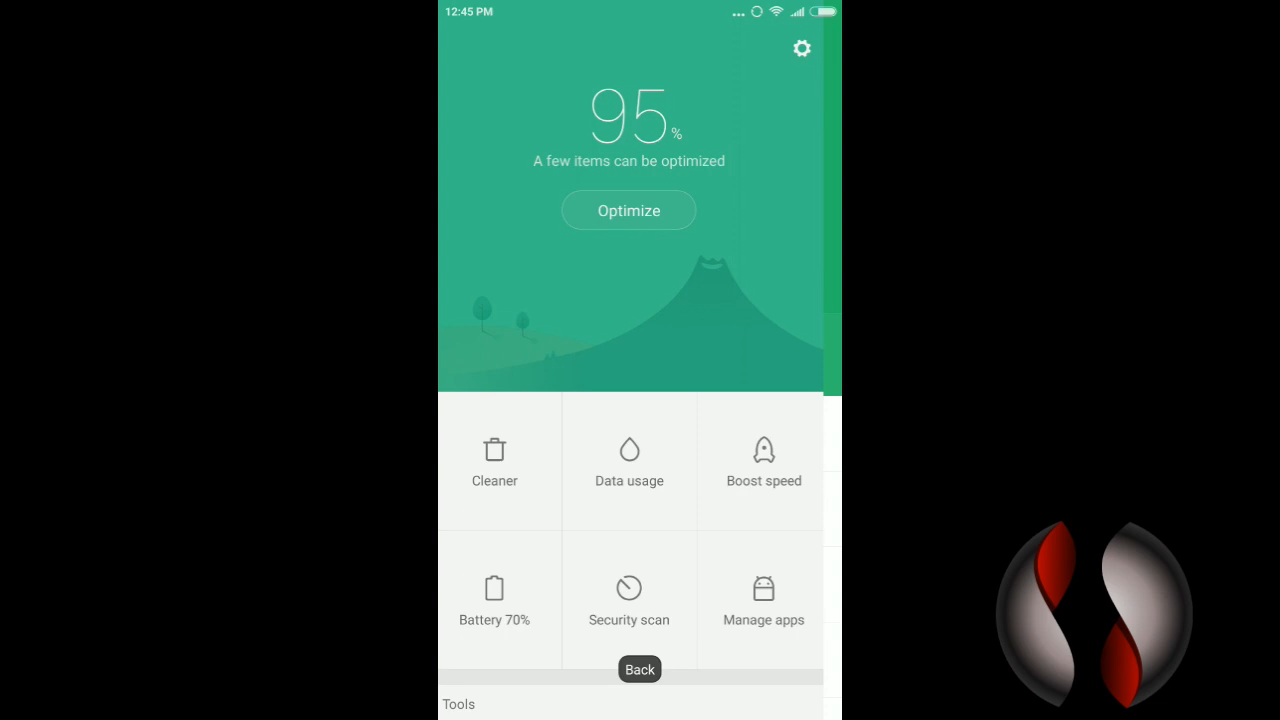 12:45 PM
95 %
A few items can be optimized
Optimize
Cleaner
Data usage
Boost speed
Battery 70%
Security scan
Manage apps
Back
Tools